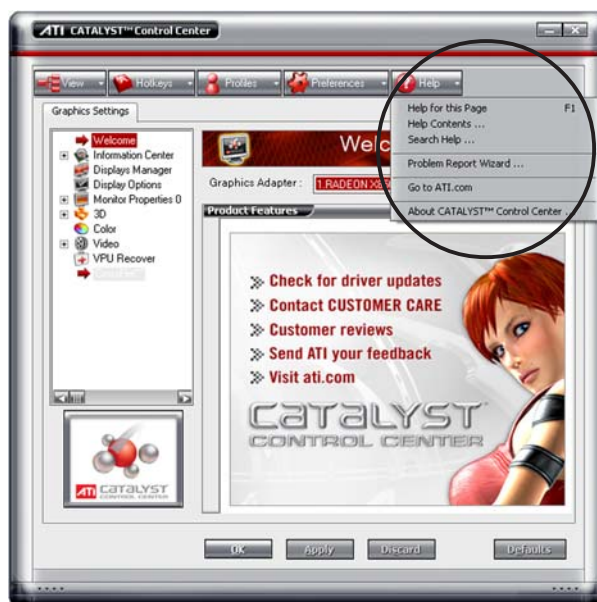 ATI CATALYST™ Control Center
View Hotkeys Profiles Preferences Help
Help for this Page F1
Help Contents ...
Search Help ...
Problem Report Wizard ...
Go to ATI.com
About CATALYST™ Control Center ..
Graphics Settings
Welcome
Information Center
Displays Manager
Display Options
Monitor Properties 0
3D
Color
Video
VPU Recover
Welc
Graphics Adapter :
1.RADEON
Product Features
Check for driver updates
Contact CUSTOMER CARE
Customer reviews
Send ATI your feedback
Visit ati.com
CATALYST
CONTROL CENTER
ATI CATALYST
CONTROL CENTER
OK Apply Discard Defaults